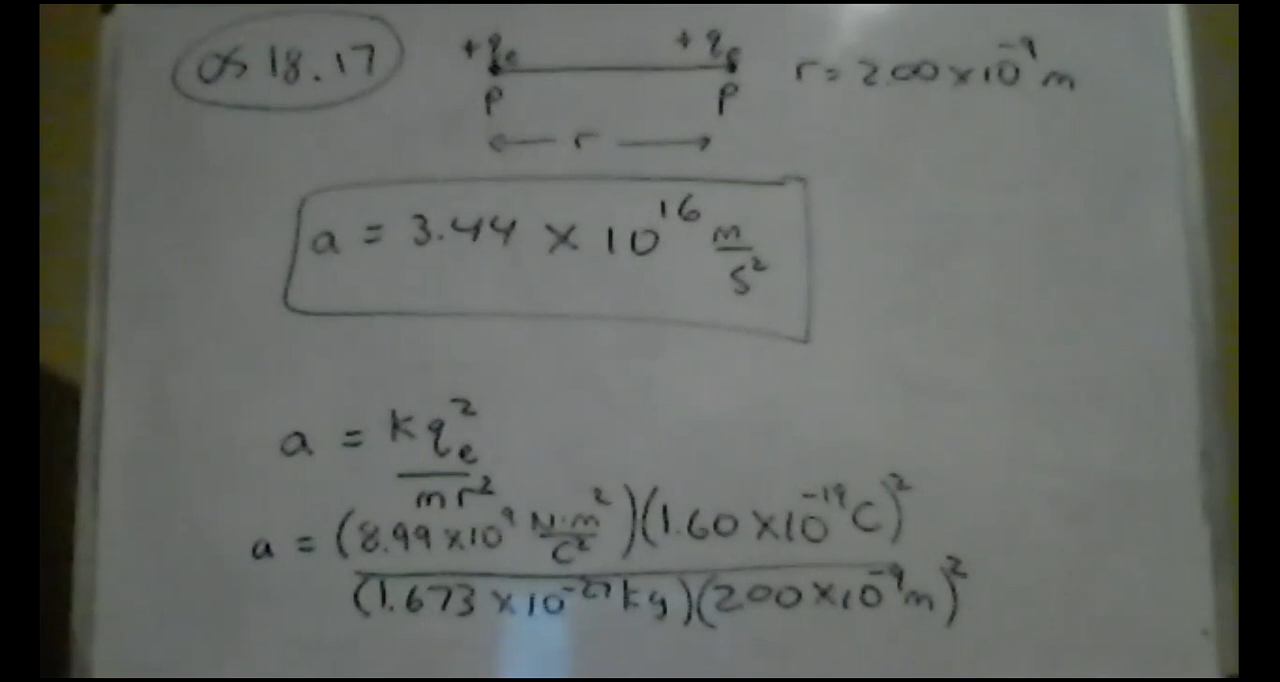 OS 18.17
+qe +qe r = 2.00 x 10⁻⁹ m
P P
r
a = 3.44 × 10¹⁶ m/s²
a = kqe²/mr²
a = (8.99 x 10⁹ N·m²/C²)(1.60 x 10⁻¹⁹ C)²
(1.673 x 10⁻²⁷ kg)(2.00 x 10⁻⁹ m)²